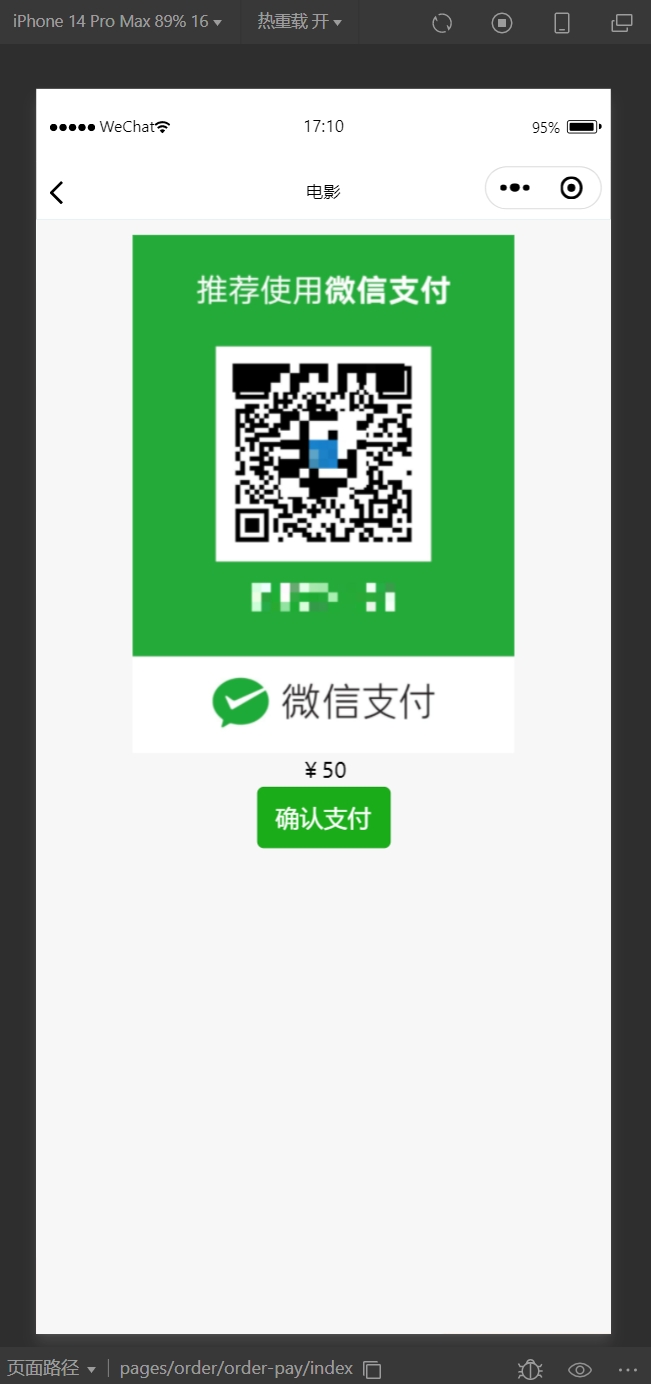 iPhone 14 Pro Max 89% 16 热重载 开
WeChat 17:10 95%
电影
推荐使用微信支付
微信支付
¥ 50
确认支付
页面路径 pages/order/order-pay/index